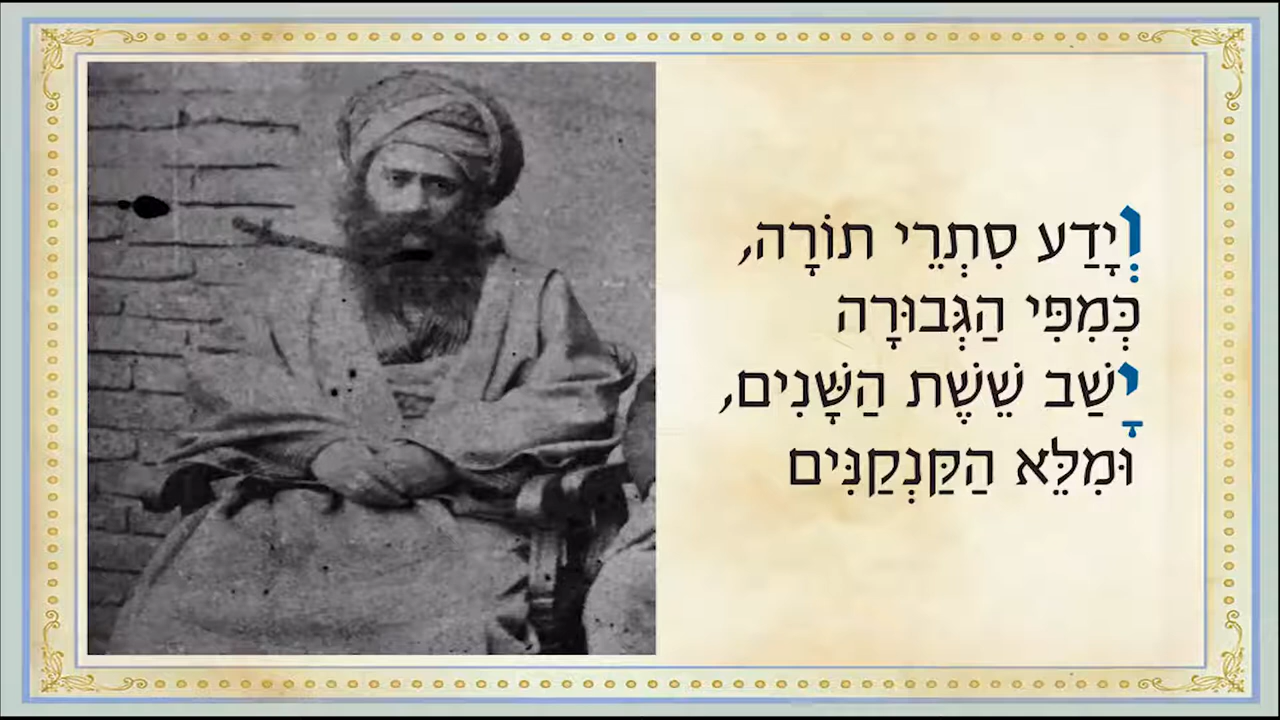 וְיָדַע סִתְרֵי תוֹרָה,
כְּמִפִּי הַגְּבוּרָה
יָשַׁב שֵׁשֶׁת הַשָּׁנִים,
וּמִלֵּא הַקַּנְקַנִּים